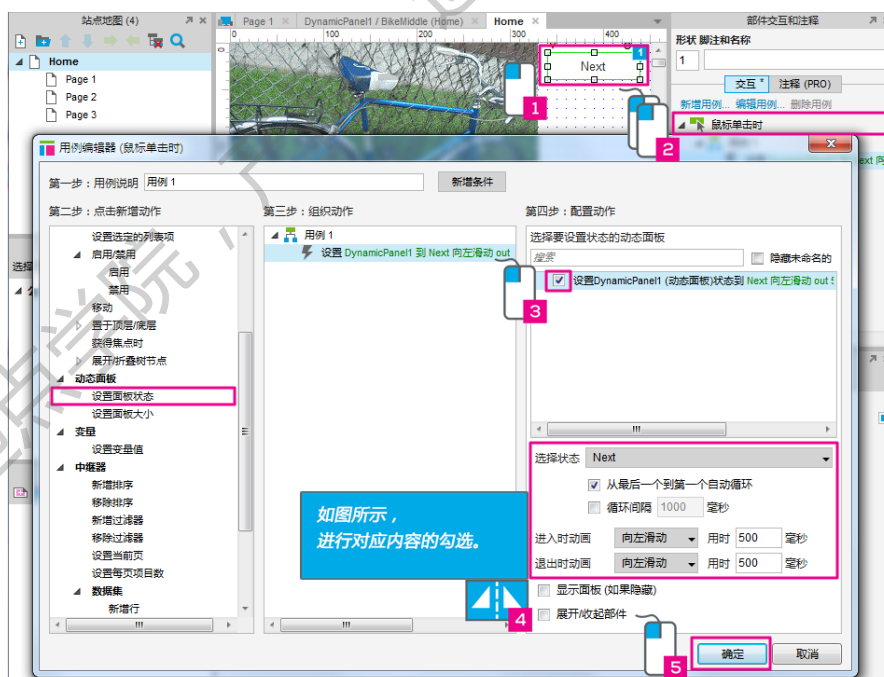 站点地图 (4)
Page 1
DynamicPanel1 / BikeMiddle (Home)
Home
部件交互和注释
0
100
200
300
400
形状 脚注和名称
1
Home
Page 1
Page 2
Page 3
Next
1
1
2
交互 *
注释 (PRO)
新增用例... 编辑用例... 删除用例
鼠标单击时
用例编辑器 (鼠标单击时)
第一步：用例说明
用例 1
新增条件
第二步：点击新增动作
第三步：组织动作
第四步：配置动作
设置选定的列表项
启用/禁用
启用
禁用
移动
置于顶层/底层
获得焦点时
展开/折叠树节点
动态面板
设置面板状态
设置面板大小
变量
设置变量值
中继器
新增排序
移除排序
新增过滤器
移除过滤器
设置当前页
设置每页项目数
数据集
新增行
用例 1
设置 DynamicPanel1 到 Next 向左滑动 out
3
选择要设置状态的动态面板
搜索
隐藏未命名的
设置DynamicPanel1 (动态面板)状态到 Next 向左滑动 out 5
选择状态
Next
从最后一个到第一个自动循环
循环间隔 1000 毫秒
进入时动画 向左滑动 用时 500 毫秒
退出时动画 向左滑动 用时 500 毫秒
显示面板 (如果隐藏)
展开/收起部件
如图所示，
进行对应内容的勾选。
4
5
确定
取消